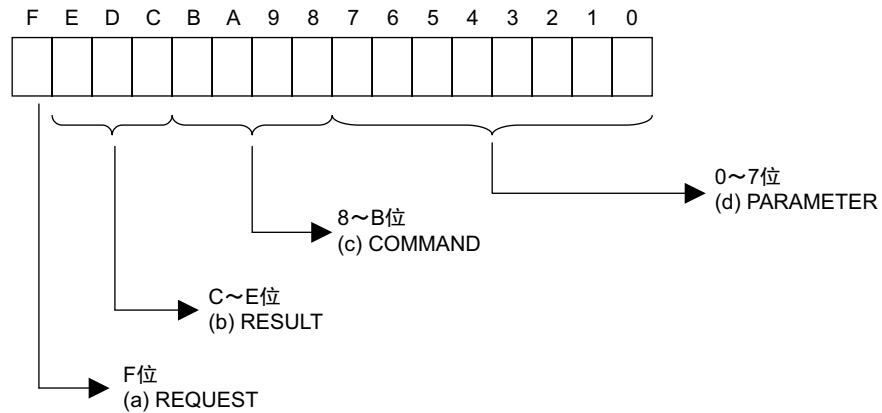 F E D C B A 9 8 7 6 5 4 3 2 1 0
0～7位
(d) PARAMETER
8～B位
(c) COMMAND
C～E位
(b) RESULT
F位
(a) REQUEST